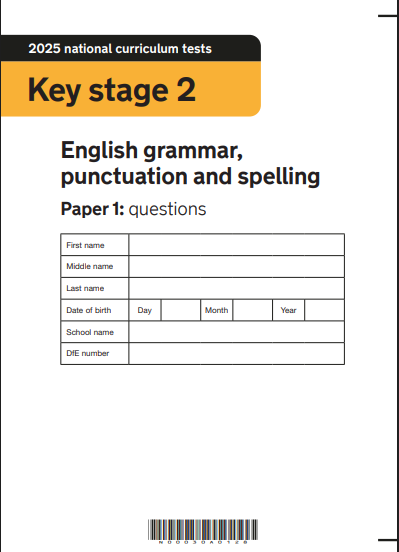 2025 national curriculum tests
Key stage 2
English grammar,
punctuation and spelling
Paper 1: questions
First name
Middle name
Last name
Date of birth Day Month Year
School name
DfE number
N00030A0128